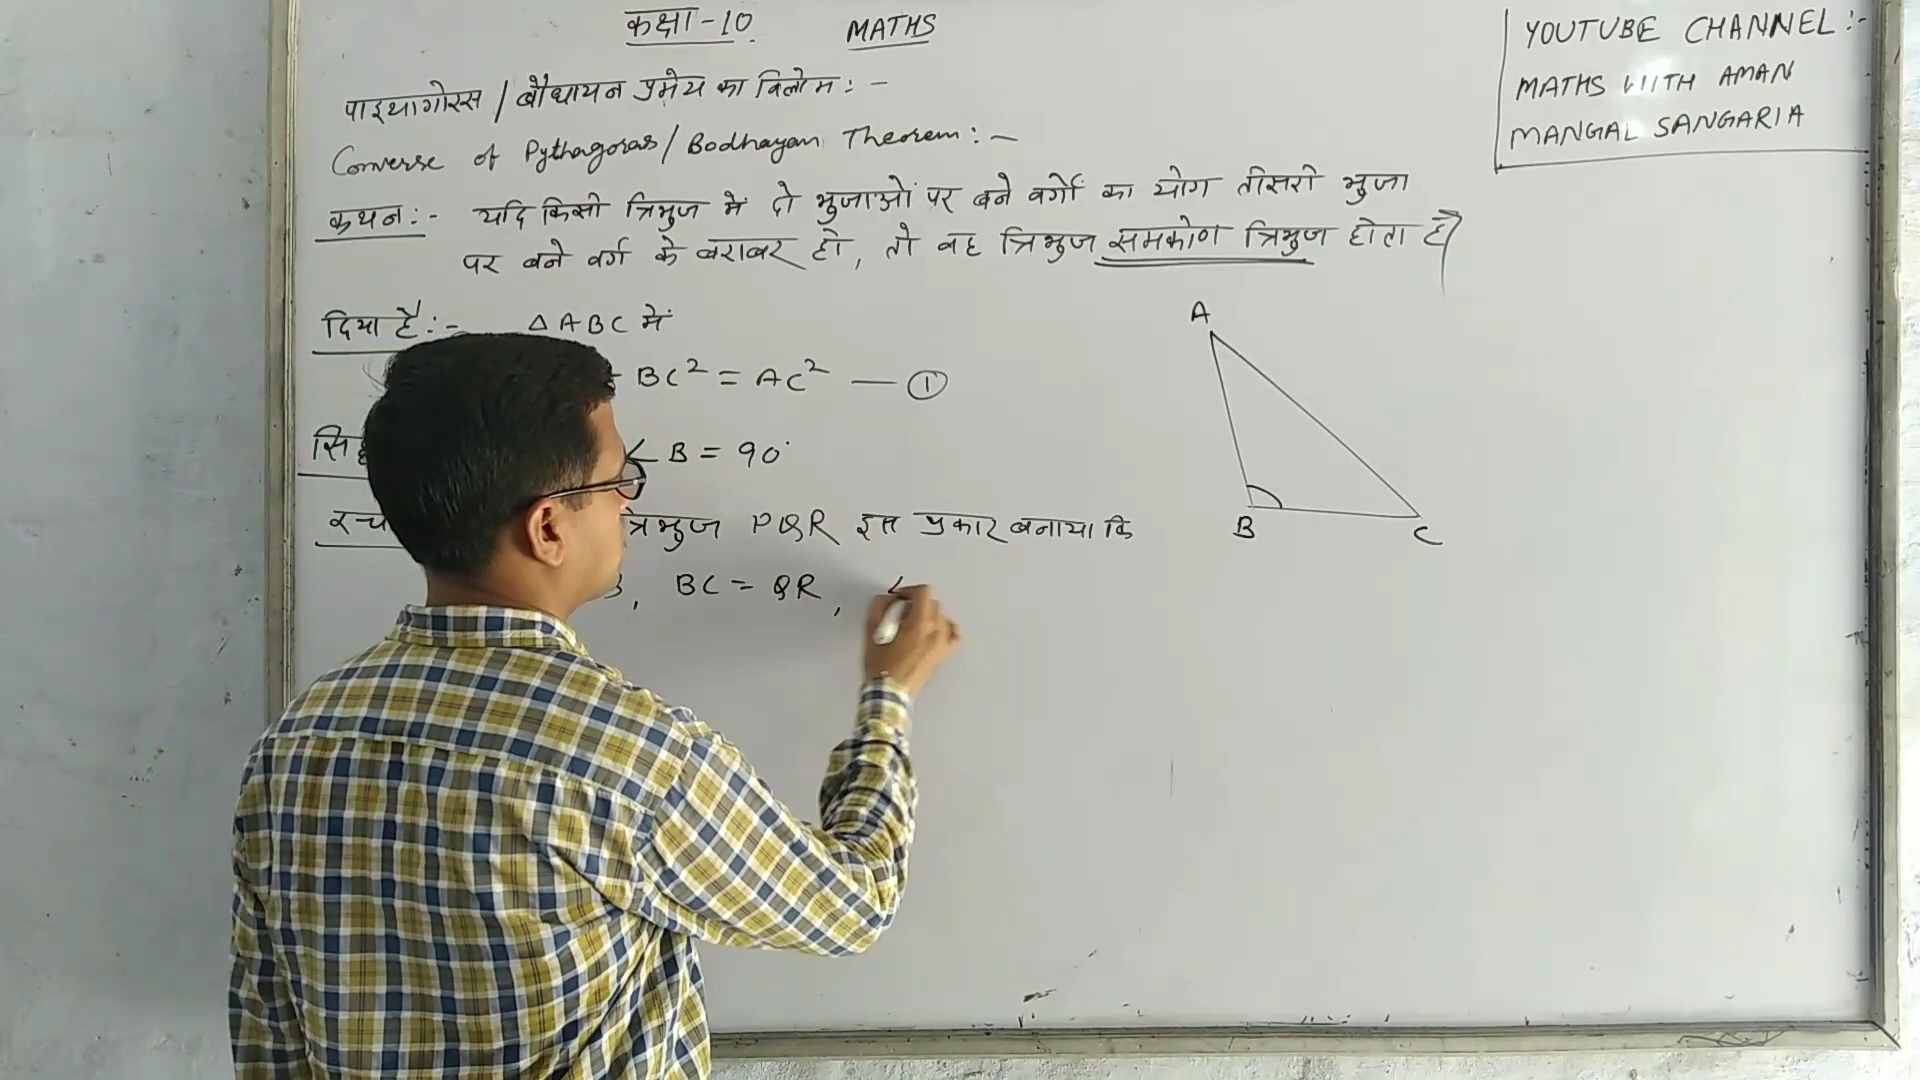 कक्षा-10 MATHS
YOUTUBE CHANNEL:-
MATHS WITH AMAN
MANGAL SANGARIA
पाइथागोरस / बौधायन प्रमेय का विलोम :-
Converse of Pythagoras / Bodhayan Theorem :-
कथन :- यदि किसी त्रिभुज में दो भुजाओं पर बने वर्गों का योग तीसरी भुजा
पर बने वर्ग के बराबर हो, तो वह त्रिभुज समकोण त्रिभुज होता है
दिया है :- △ABC में
BC² = AC² — ①
∠B = 90°
त्रिभुज PQR इस प्रकार बनाया कि
, BC = QR, ∠
A
B
C